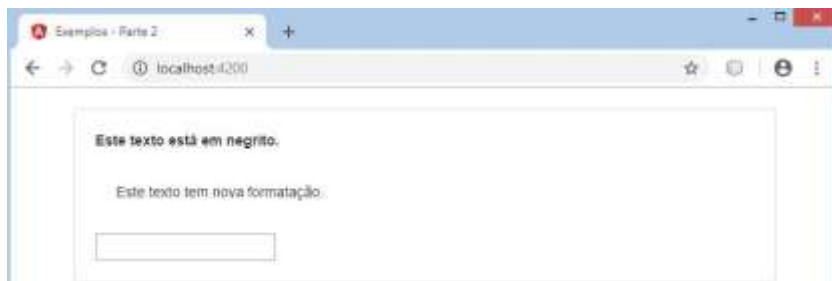 Exemplos - Parte 2
localhost:4200
Este texto está em negrito.
Este texto tem nova formatação.